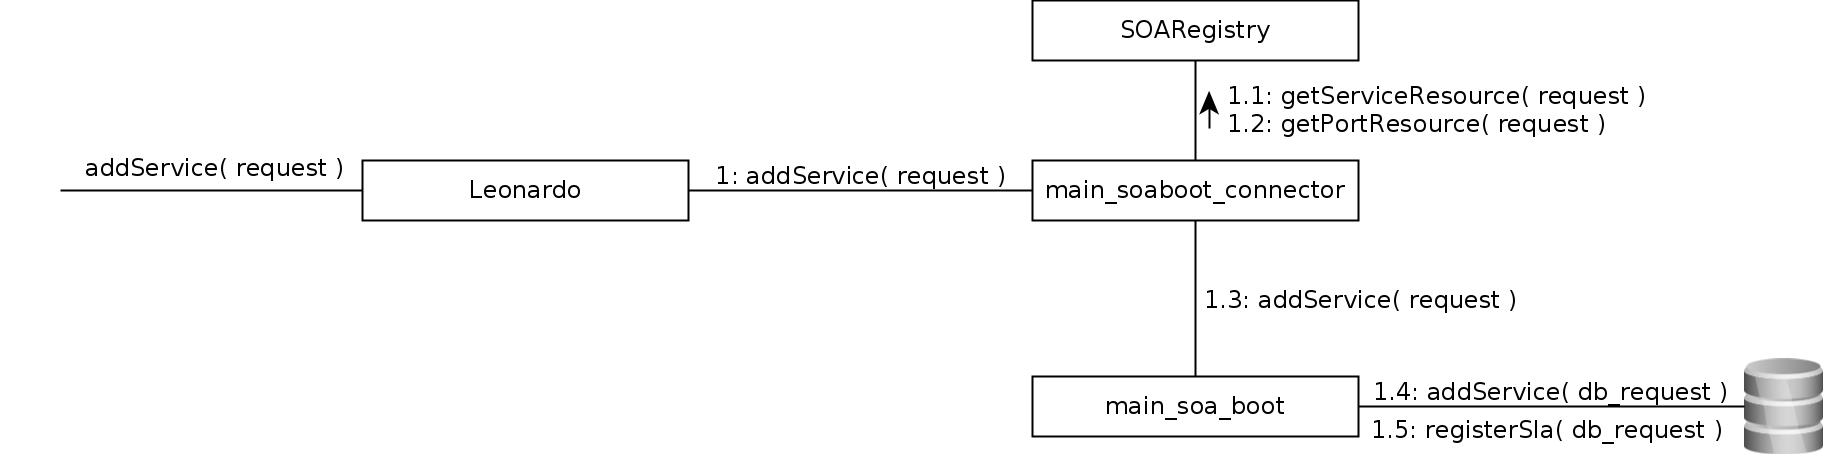 SOARegistry
1.1: getServiceResource( request )
1.2: getPortResource( request )
addService( request )
Leonardo
1: addService( request )
main_soaboot_connector
1.3: addService( request )
main_soa_boot
1.4: addService( db_request )
1.5: registerSla( db_request )